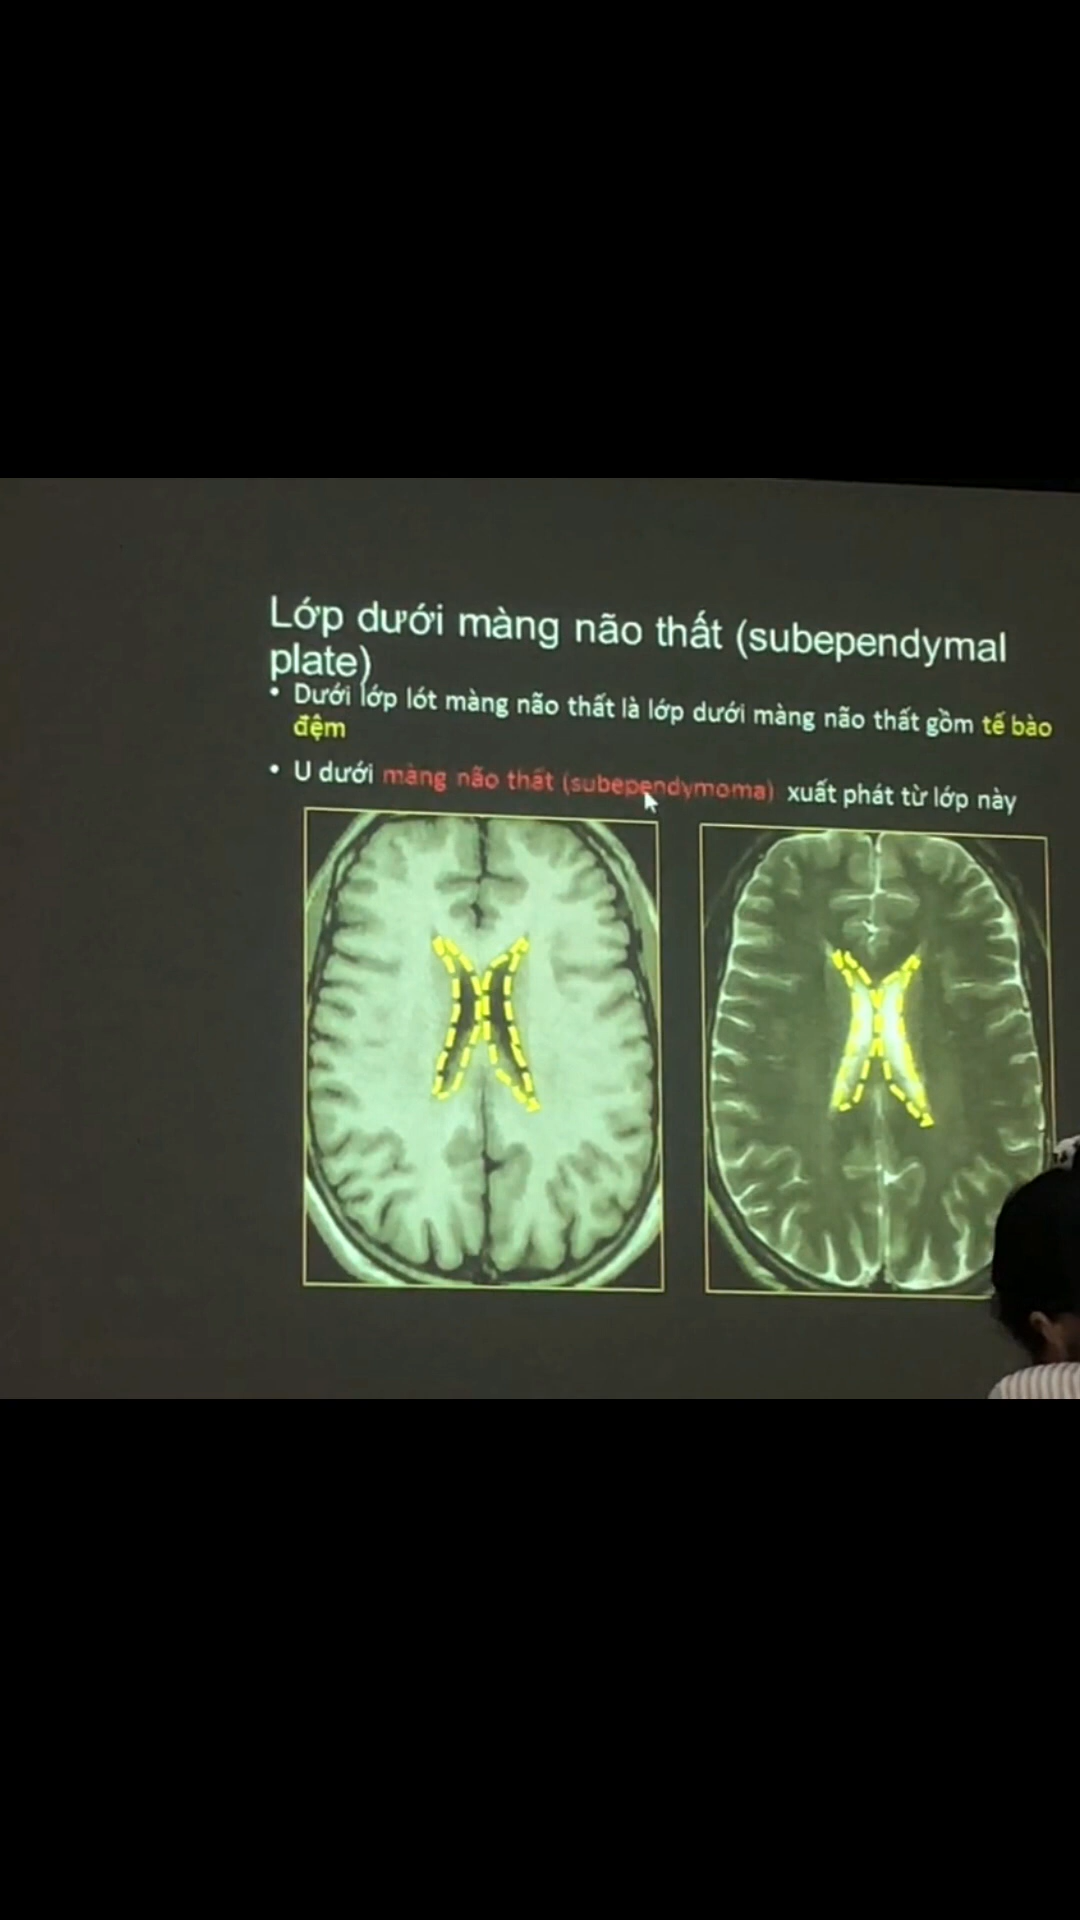 Lớp dưới màng não thất (subependymal
plate)
• Dưới lớp lót màng não thất là lớp dưới màng não thất gồm tế bào
đệm
• U dưới màng não thất (subependymoma) xuất phát từ lớp này